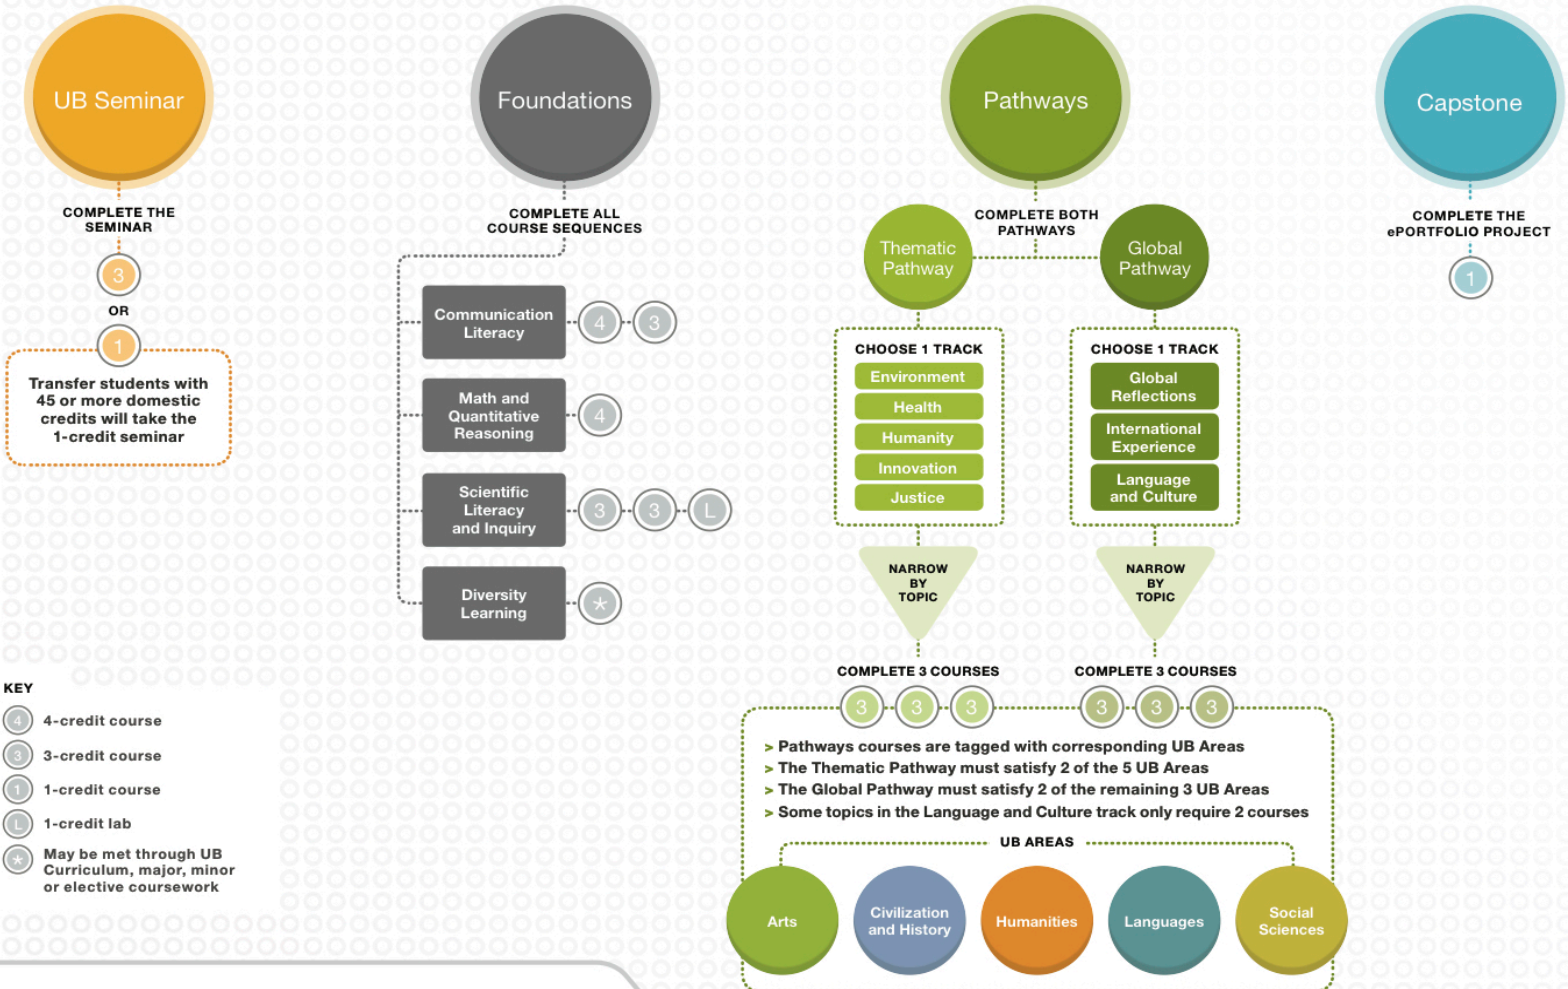 UB Seminar
COMPLETE THE
SEMINAR
3
OR
1
Transfer students with
45 or more domestic
credits will take the
1-credit seminar
Foundations
COMPLETE ALL
COURSE SEQUENCES
Communication
Literacy
4 3
Math and
Quantitative
Reasoning
4
Scientific
Literacy
and Inquiry
3 3 L
Diversity
Learning
*
Pathways
COMPLETE BOTH
PATHWAYS
Thematic
Pathway
CHOOSE 1 TRACK
Environment
Health
Humanity
Innovation
Justice
NARROW
BY
TOPIC
COMPLETE 3 COURSES
3 3 3
Global
Pathway
CHOOSE 1 TRACK
Global
Reflections
International
Experience
Language
and Culture
NARROW
BY
TOPIC
COMPLETE 3 COURSES
3 3 3
> Pathways courses are tagged with corresponding UB Areas
> The Thematic Pathway must satisfy 2 of the 5 UB Areas
> The Global Pathway must satisfy 2 of the remaining 3 UB Areas
> Some topics in the Language and Culture track only require 2 courses
UB AREAS
Arts
Civilization
and History
Humanities
Languages
Social
Sciences
Capstone
COMPLETE THE
ePORTFOLIO PROJECT
1
KEY
4 4-credit course
3 3-credit course
1 1-credit course
L 1-credit lab
* May be met through UB
Curriculum, major, minor
or elective coursework